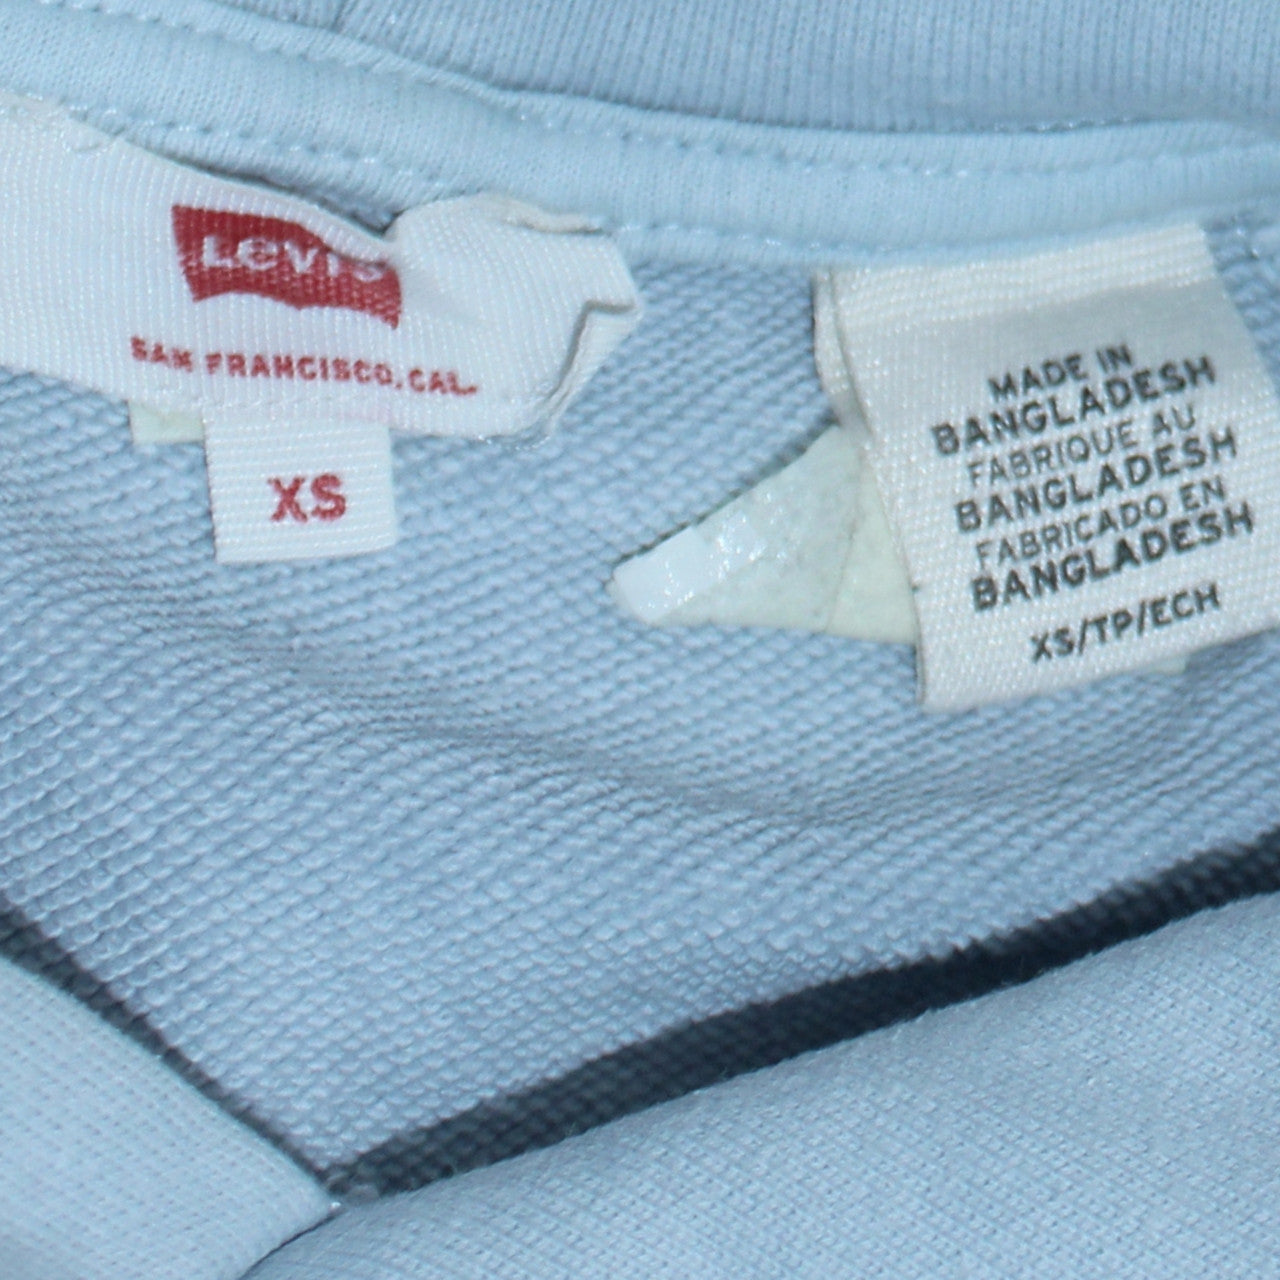 Levi's
SAN FRANCISCO, CAL.
XS
MADE IN
BANGLADESH
FABRIQUE AU
BANGLADESH
FABRICADO EN
BANGLADESH
XS/TP/ECH